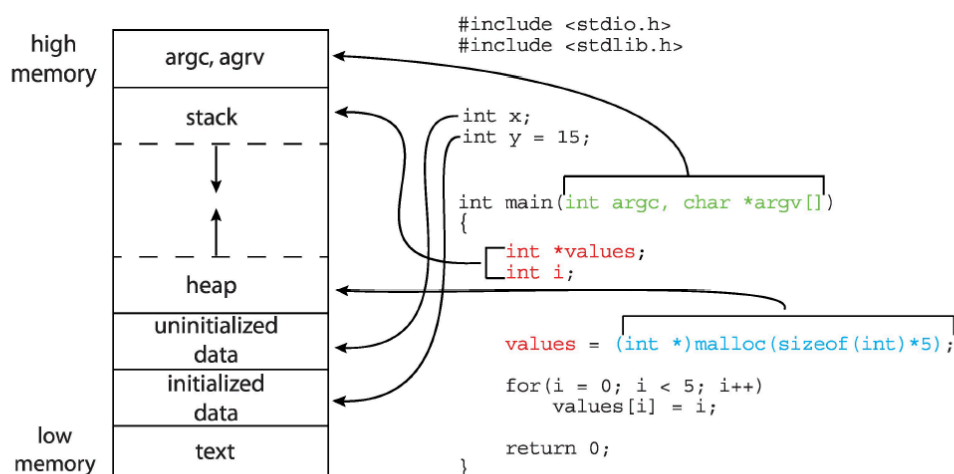 high
memory
argc, agrv
stack
heap
uninitialized
data
initialized
data
text
low
memory
#include <stdio.h>
#include <stdlib.h>
int x;
int y = 15;
int main(int argc, char *argv[])
{
int *values;
int i;
values = (int *)malloc(sizeof(int)*5);
for(i = 0; i < 5; i++)
values[i] = i;
return 0;
}